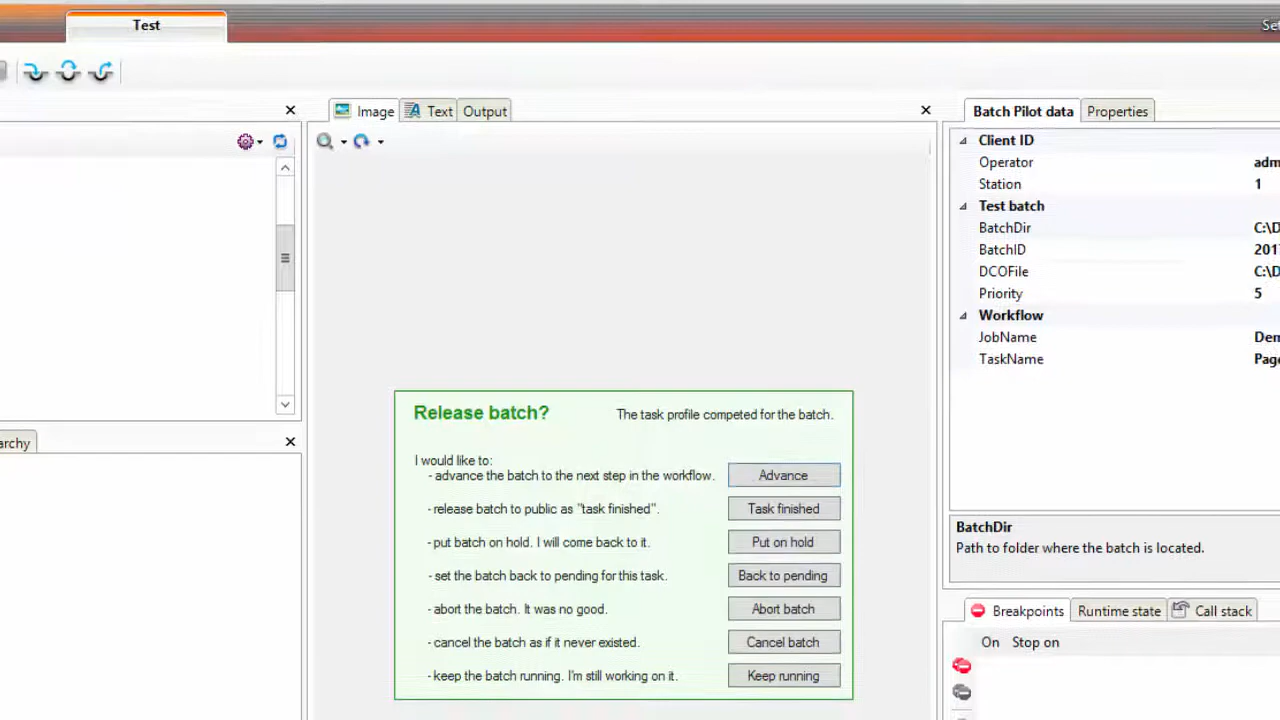 Test
Image
Text
Output
Batch Pilot data
Properties
Client ID
Operator
Station 1
Test batch
BatchDir
BatchID
DCOFile
Priority 5
Workflow
JobName
TaskName
Release batch?
The task profile competed for the batch.
I would like to:
- advance the batch to the next step in the workflow.
Advance
- release batch to public as "task finished".
Task finished
- put batch on hold. I will come back to it.
Put on hold
- set the batch back to pending for this task.
Back to pending
- abort the batch. It was no good.
Abort batch
- cancel the batch as if it never existed.
Cancel batch
- keep the batch running. I'm still working on it.
Keep running
BatchDir
Path to folder where the batch is located.
Breakpoints
Runtime state
Call stack
On Stop on